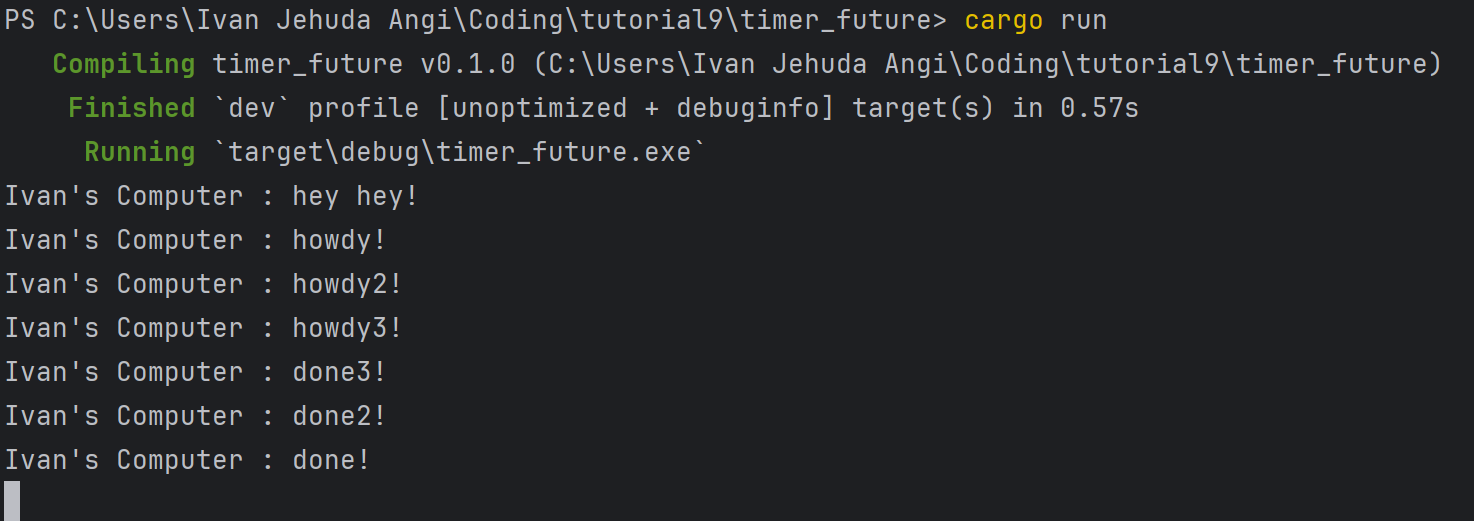 PS C:\Users\Ivan Jehuda Angi\Coding\tutorial9\timer_future> cargo run
Compiling timer_future v0.1.0 (C:\Users\Ivan Jehuda Angi\Coding\tutorial9\timer_future)
Finished `dev` profile [unoptimized + debuginfo] target(s) in 0.57s
Running `target\debug\timer_future.exe`
Ivan's Computer : hey hey!
Ivan's Computer : howdy!
Ivan's Computer : howdy2!
Ivan's Computer : howdy3!
Ivan's Computer : done3!
Ivan's Computer : done2!
Ivan's Computer : done!